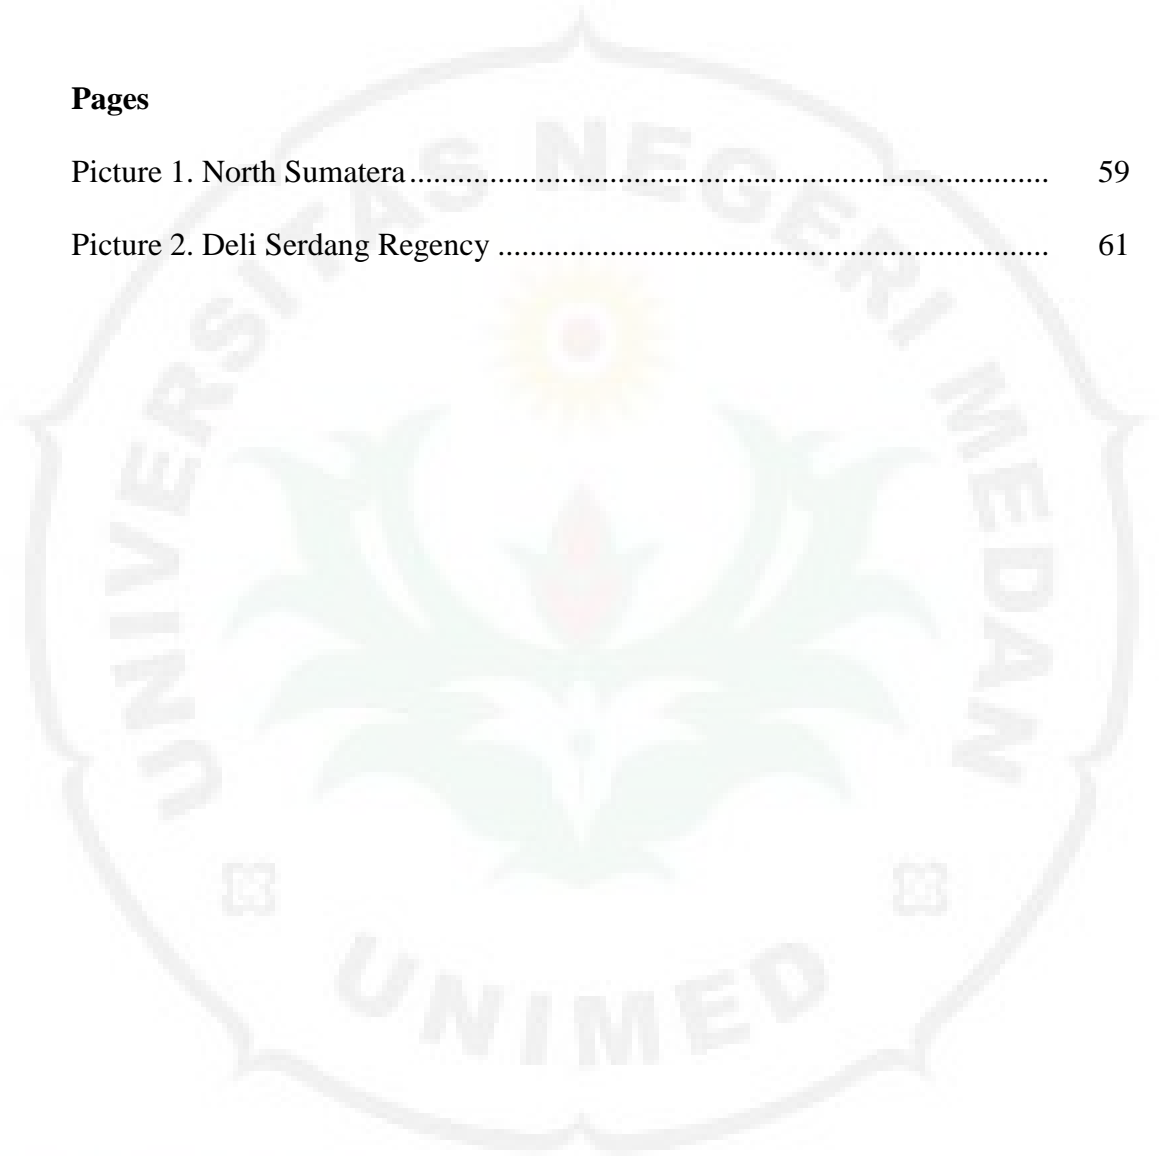 Pages
Picture 1. North Sumatera................................................................................ 59
Picture 2. Deli Serdang Regency ..................................................................... 61
UNIVERSITAS NEGERI MEDAN
UNIMED